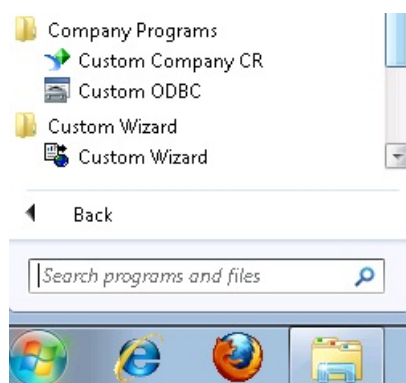 Company Programs
Custom Company CR
Custom ODBC
Custom Wizard
Custom Wizard
Back
Search programs and files